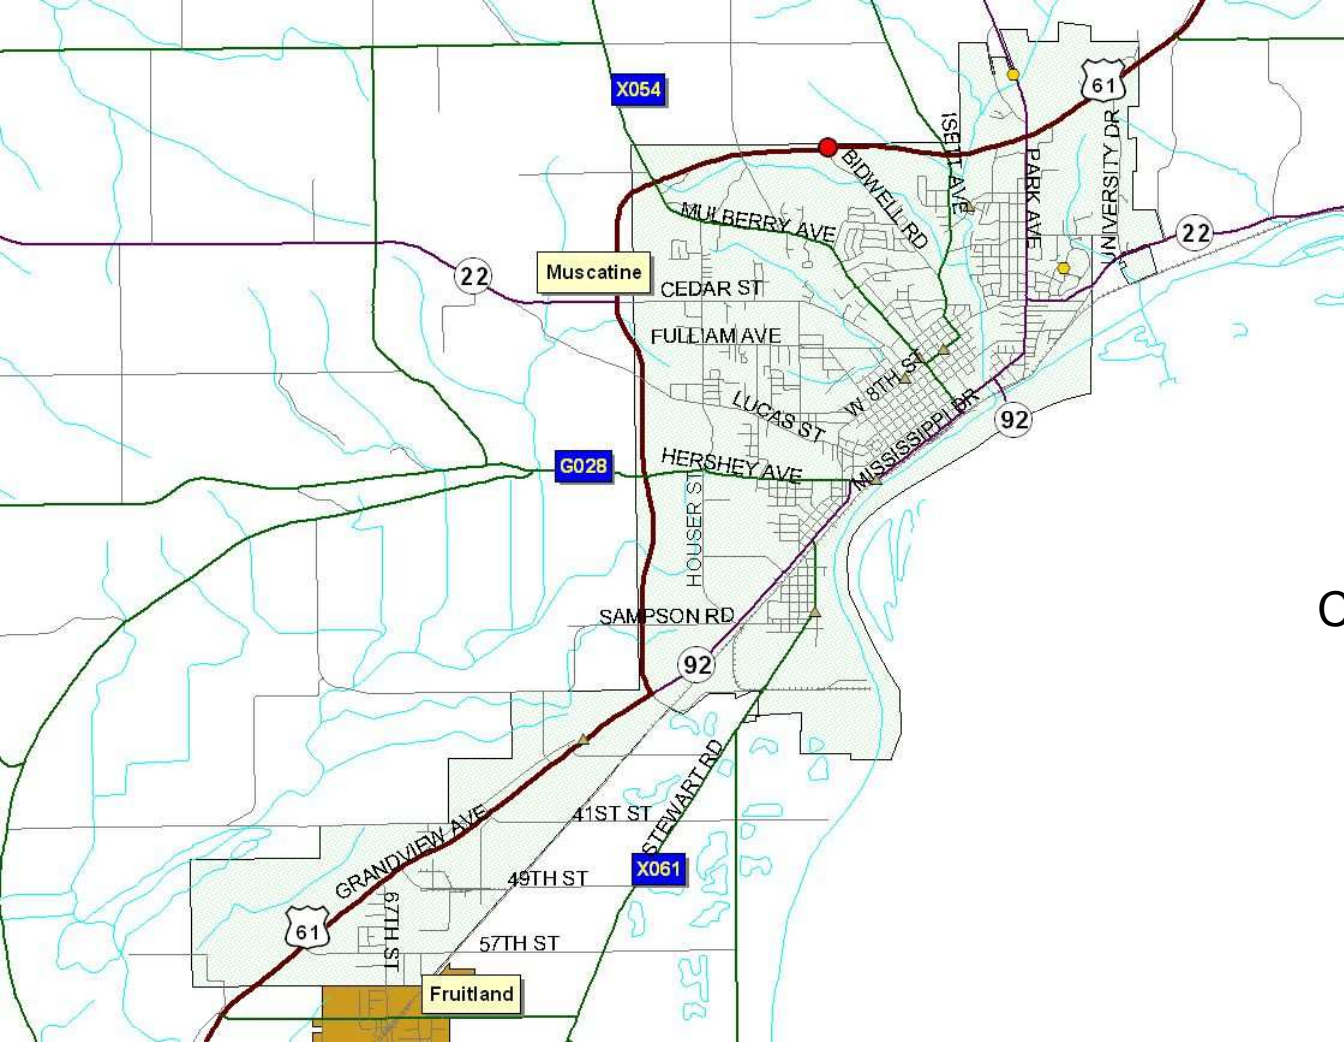 61
X054
ISETT AVE
UNIVERSITY DR
PARK AVE
BIDWELL RD
MULBERRY AVE
22
Muscatine
22
CEDAR ST
FULLIAM AVE
W 8TH ST
LUCAS ST
MISSISSIPPI DR
92
G028
HERSHEY AVE
HOUSER ST
SAMPSON RD
92
STEWART RD
41ST ST
GRANDVIEW AVE
X061
49TH ST
67TH ST
61
57TH ST
Fruitland